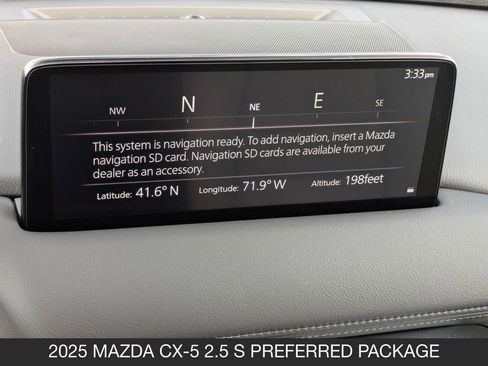 3:33pm
NW N NE E SE
This system is navigation ready. To add navigation, insert a Mazda
navigation SD card. Navigation SD cards are available from your
dealer as an accessory.
Latitude: 41.6° N Longitude: 71.9° W Altitude: 198feet
2025 MAZDA CX-5 2.5 S PREFERRED PACKAGE